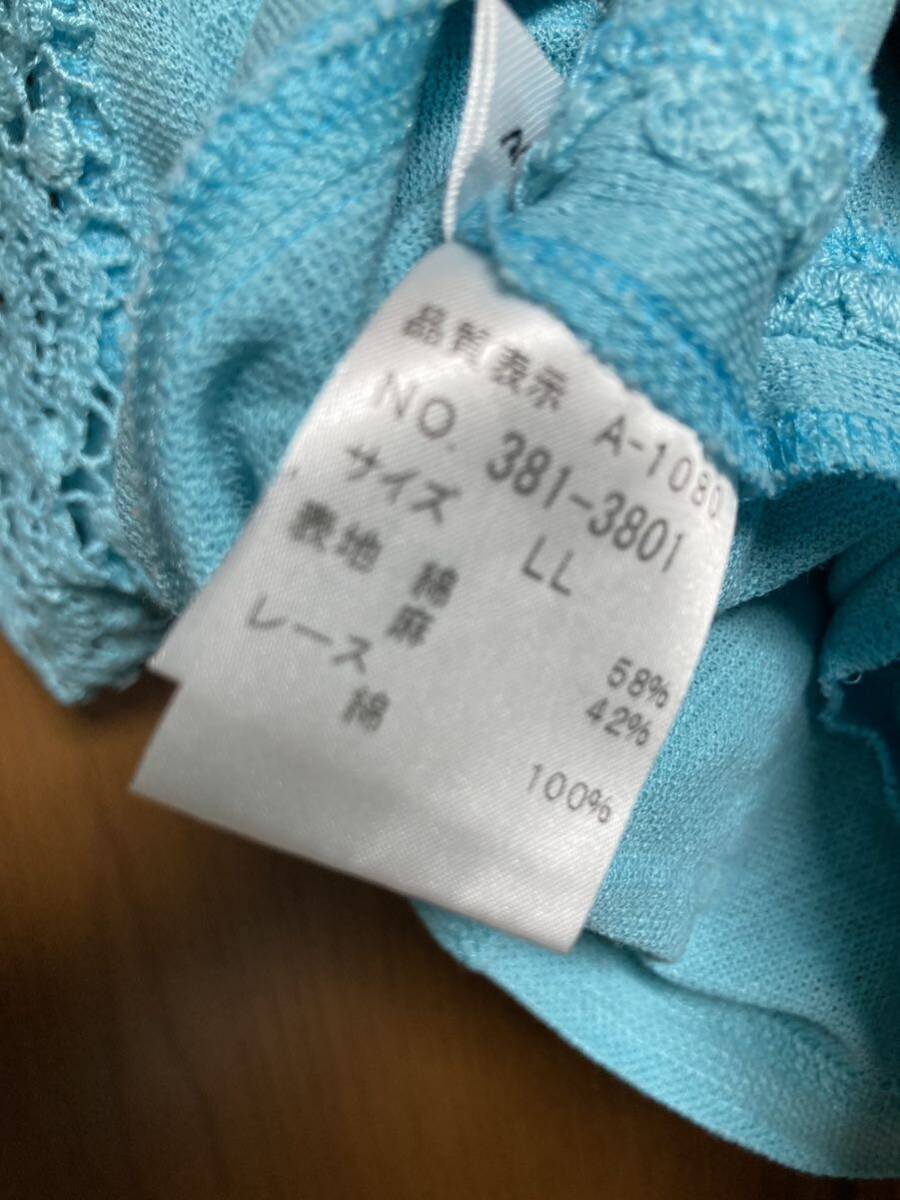 品質表示 A-1080
NO. 381-3801
サイズ LL
表地 綿 58%
麻 42%
レース
綿 100%